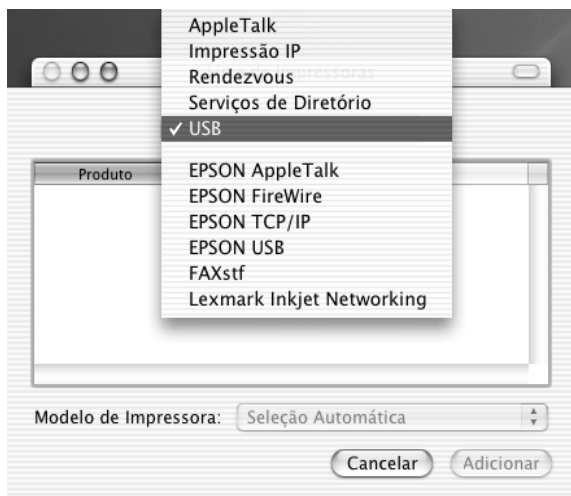 AppleTalk
Impressão IP
Rendezvous
Serviços de Diretório
✓ USB
EPSON AppleTalk
EPSON FireWire
EPSON TCP/IP
EPSON USB
FAXstf
Lexmark Inkjet Networking
Produto
Modelo de Impressora: Seleção Automática
Cancelar Adicionar